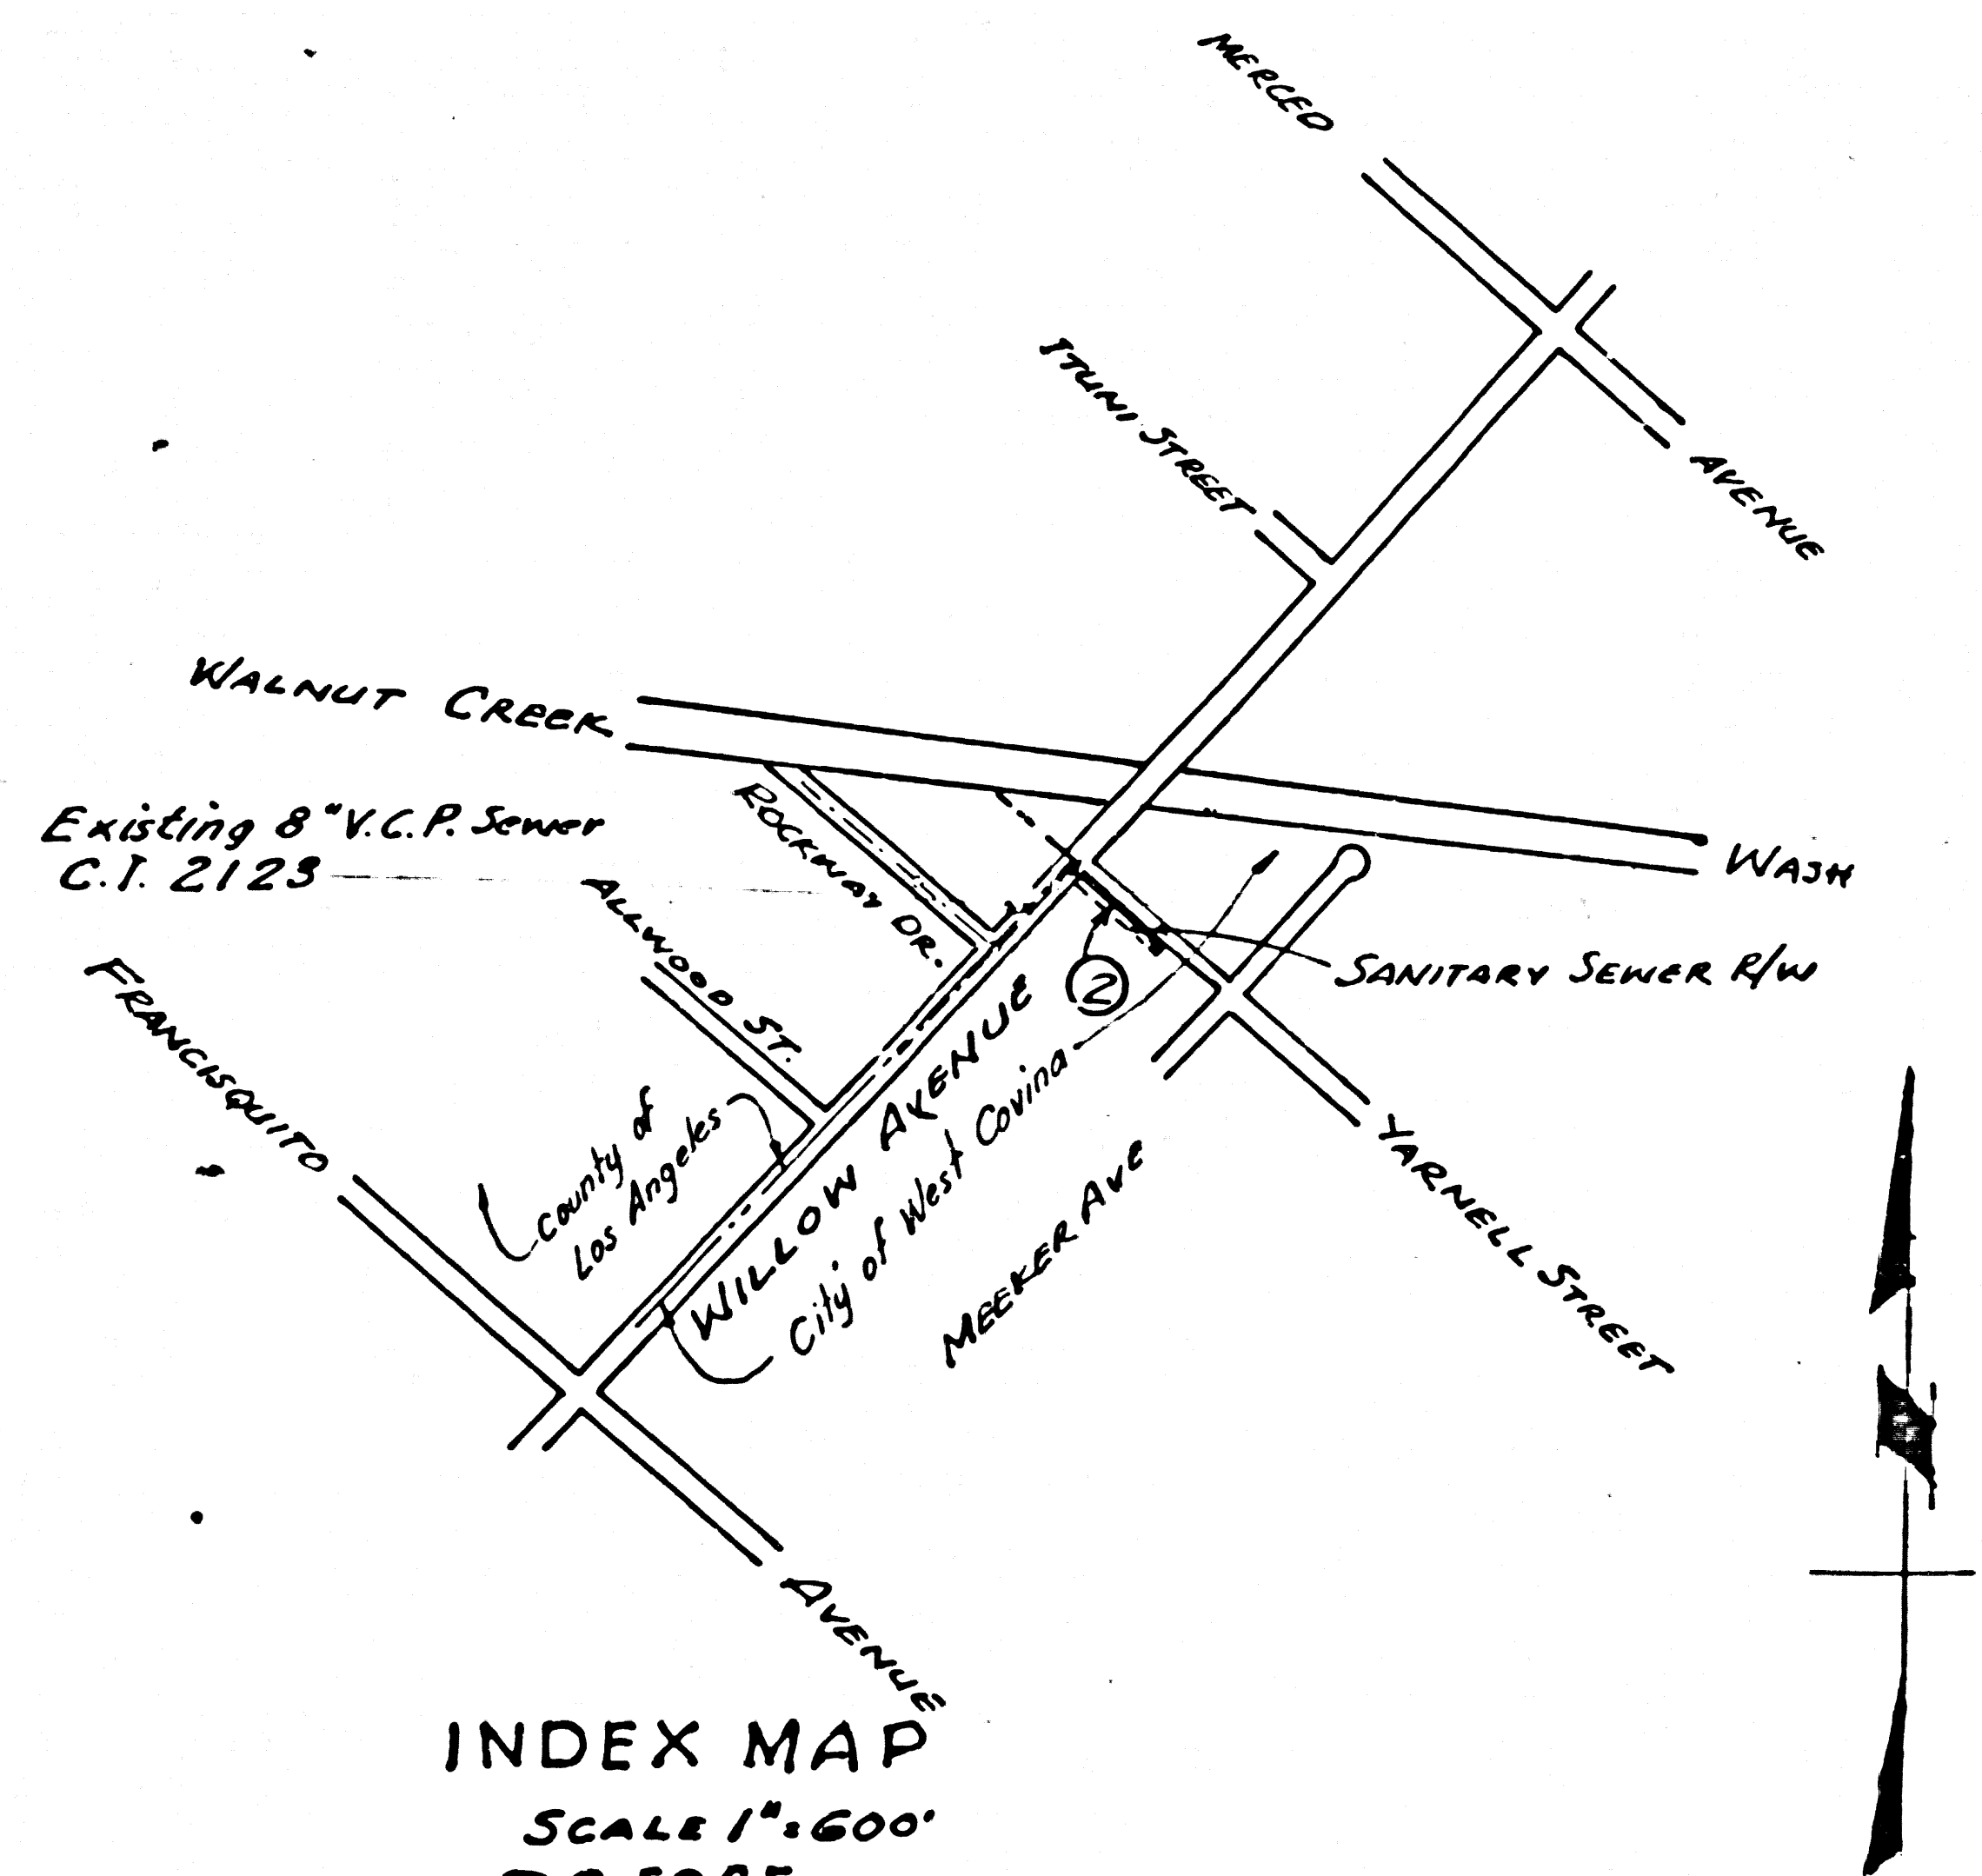 MERCED
AVENUE
YTUNI STREET
WALNUT CREEK
WASH
Existing 8" V.C.P. Sewer
C.I. 2123
ROCKWAY DR.
ALLWOOD ST.
SANITARY SEWER R/W
2
FRANCISQUITO
AVENUE
County of
Los Angeles
WILLOW AVENUE
City of West Covina
MEEKER AVE
YARNELL STREET
N
INDEX MAP
SCALE 1"=600'